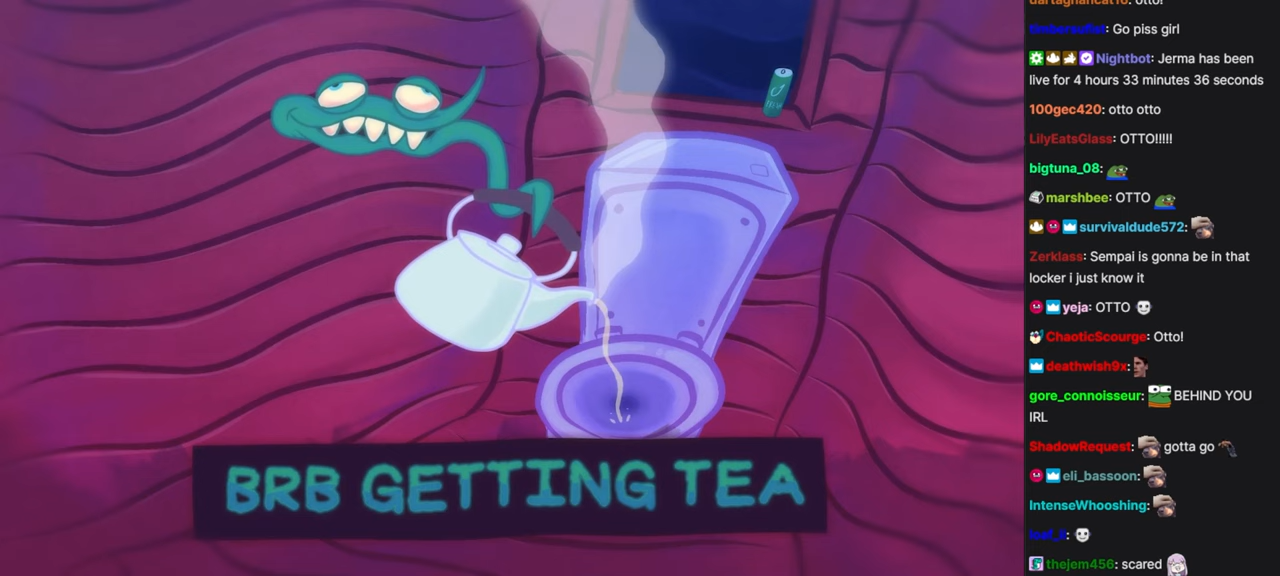 BRB GETTING TEA
otto!
Go piss girl
Nightbot: Jerma has been
live for 4 hours 33 minutes 36 seconds
100gec420: otto otto
LilyEatsGlass: OTTO!!!!!
bigtuna_08:
marshbee: OTTO
survivaldude572:
Zerklass: Sempai is gonna be in that
locker i just know it
yeja: OTTO
ChaoticScourge: Otto!
deathwish9x:
gore_connoisseur: BEHIND YOU
IRL
ShadowRequest: gotta go
eli_bassoon:
IntenseWhooshing:
thejem456: scared